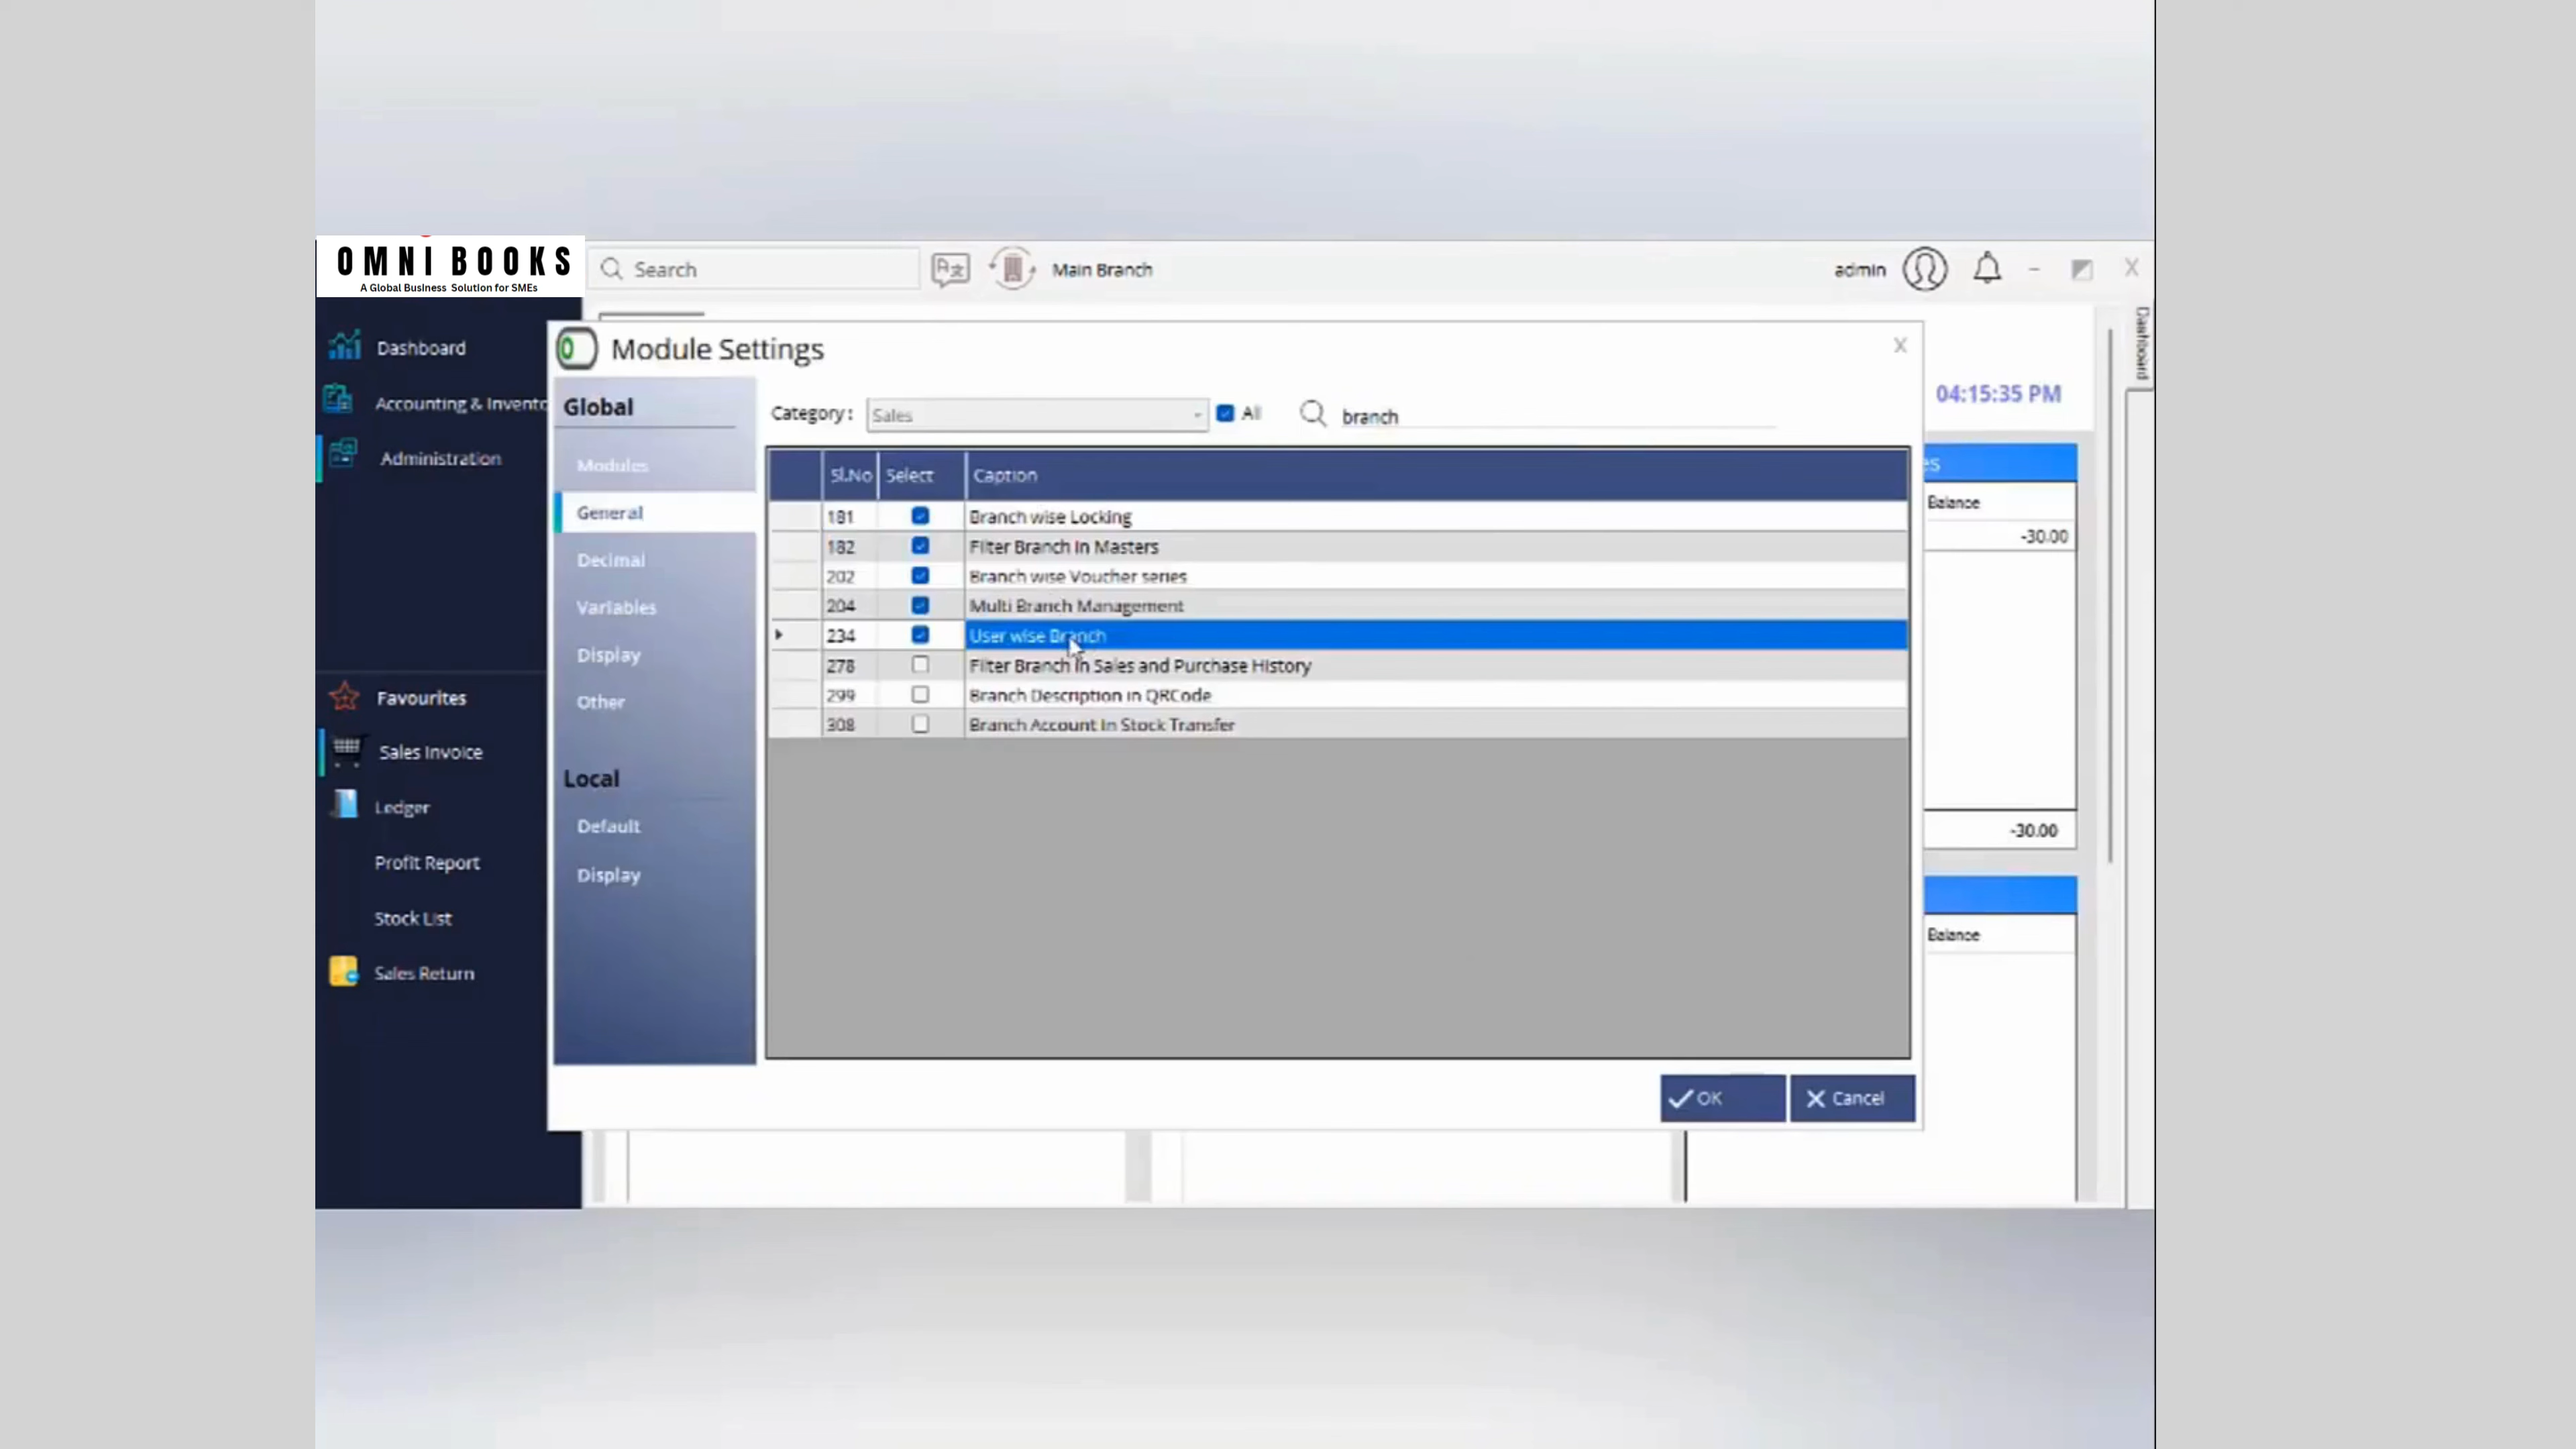 OMNI BOOKS
A Global Business Solution for SMEs
Search
Main Branch
admin
X
Dashboard
Accounting & Invento
Administration
Favourites
Sales Invoice
Ledger
Profit Report
Stock List
Sales Return
Module Settings
X
Global
Modules
General
Decimal
Variables
Display
Other
Local
Default
Display
Category :
Sales
All
branch
Sl.No Select Caption
181 Branch wise Locking
182 Filter Branch in Masters
202 Branch wise Voucher series
204 Multi Branch Management
234 User wise Branch
278 Filter Branch in Sales and Purchase History
299 Branch Description in QRCode
308 Branch Account in Stock Transfer
OK
Cancel
Dashboard
04:15:35 PM
es
Balance
-30.00
-30.00
Balance